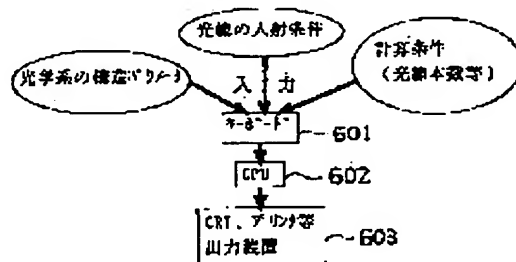 光線の入射条件
光学系の構造パラメータ
計算条件
(光線本数等)
入 力
キーボード
601
CPU
602
CRT、プリンタ等
出力装置
603